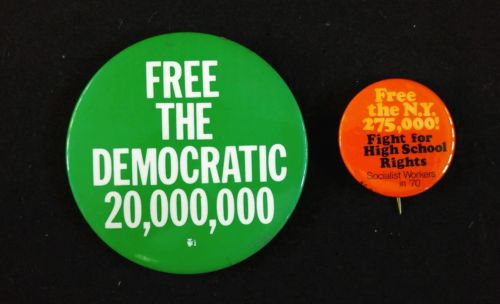 FREE
THE
DEMOCRATIC
20,000,000
Free
the N.Y.
275,000!
Fight for
High School
Rights
Socialist Workers
in '70